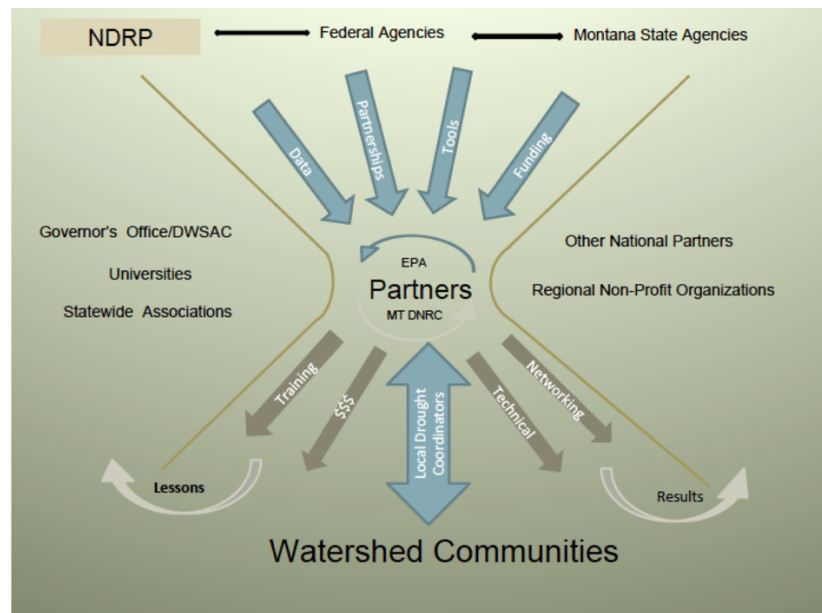 NDRP
Federal Agencies
Montana State Agencies
Data
Partnerships
Tools
Funding
Governor's Office/DWSAC
Universities
Statewide Associations
Other National Partners
Regional Non-Profit Organizations
EPA
Partners
MT DNRC
Training
$$$
Local Drought
Coordinators
Technical
Networking
Lessons
Results
Watershed Communities